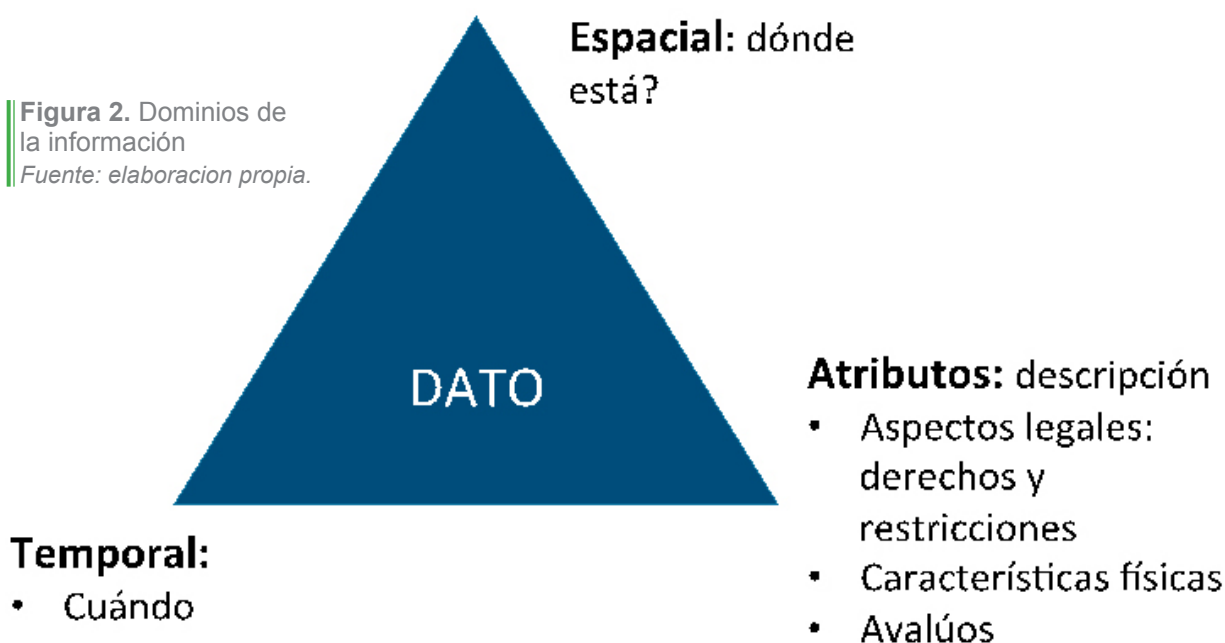 Espacial: dónde
está?
Figura 2. Dominios de
la información
Fuente: elaboracion propia.
DATO
Atributos: descripción
• Aspectos legales:
derechos y
restricciones
• Características físicas
• Avalúos
Temporal:
• Cuándo